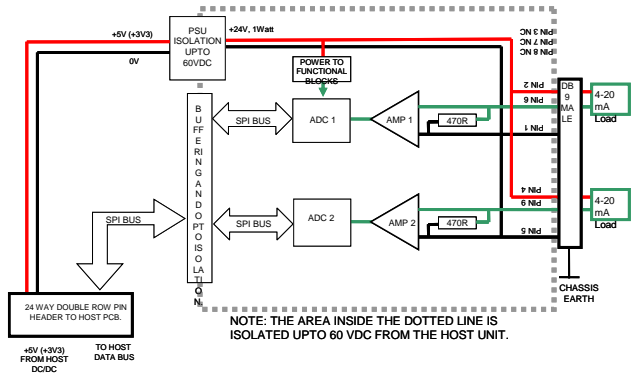 +5V (+3V3)
0V
PSU
ISOLATION
UPTO
60VDC
+24V, 1Watt
PIN 3 NC
PIN 7 NC
PIN 8 NC
POWER TO
FUNCTIONAL
BLOCKS
BUFFERINGANDOPTOISOLATION
SPI BUS
ADC 1
AMP 1
470R
PIN 2
PIN 6
PIN 1
DB
9
MA
LE
4-20
mA
Load
SPI BUS
SPI BUS
ADC 2
AMP 2
470R
PIN 4
PIN 9
PIN 5
4-20
mA
Load
CHASSIS
EARTH
24 WAY DOUBLE ROW PIN
HEADER TO HOST PCB.
NOTE: THE AREA INSIDE THE DOTTED LINE IS
ISOLATED UPTO 60 VDC FROM THE HOST UNIT.
+5V (+3V3)
FROM HOST
DC/DC
TO HOST
DATA BUS